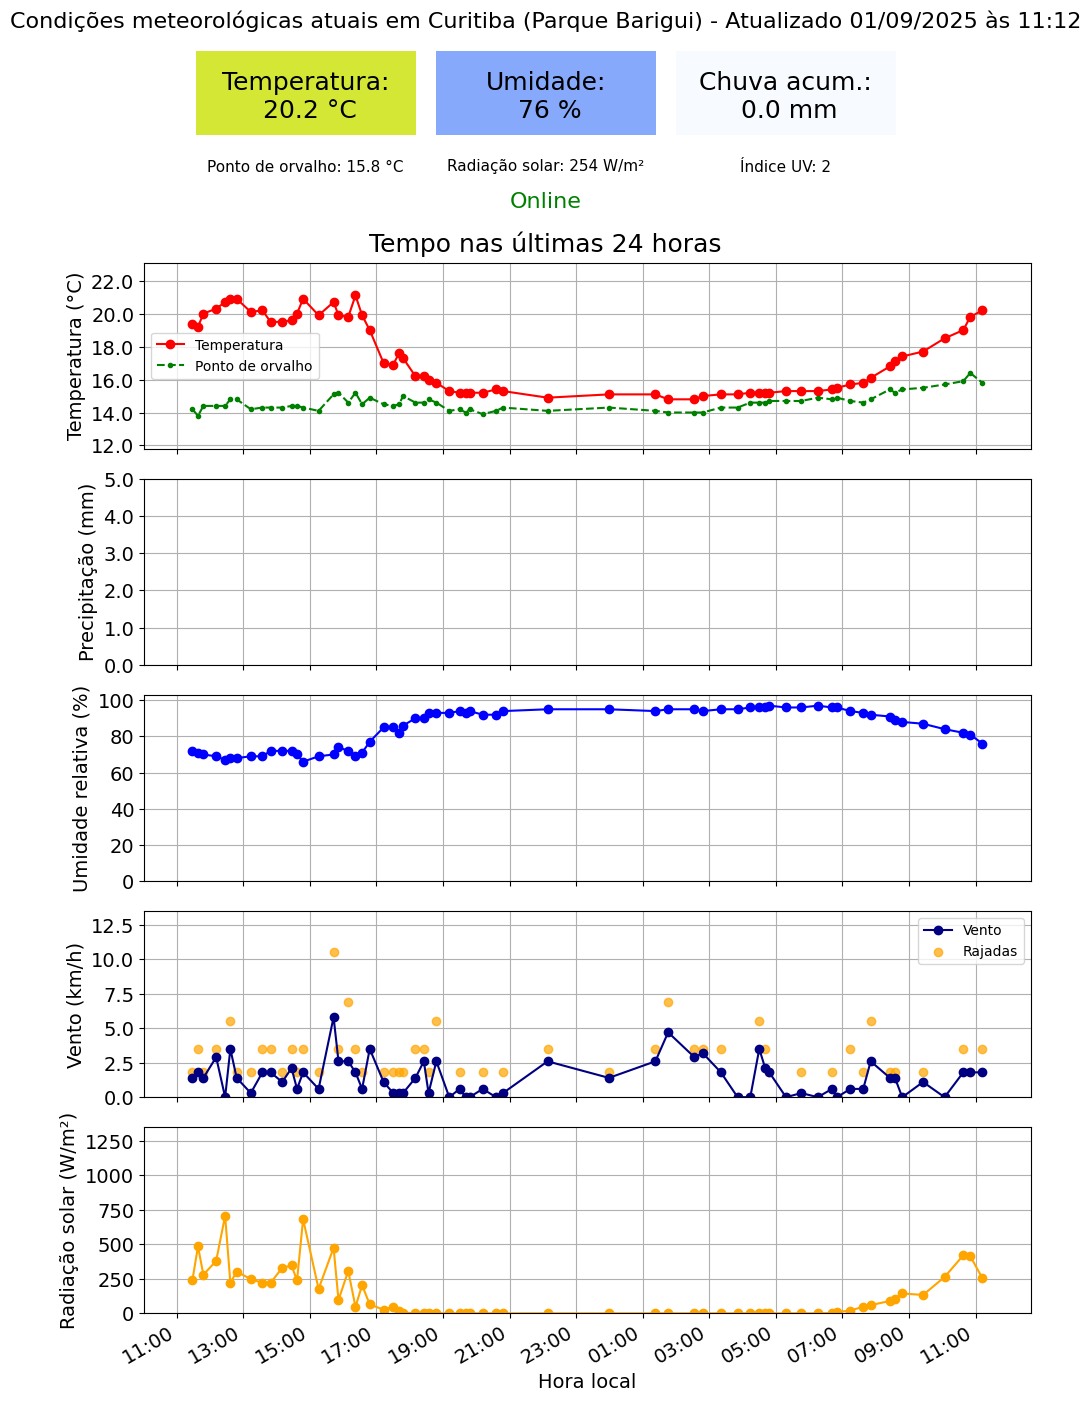 Condições meteorológicas atuais em Curitiba (Parque Barigui) - Atualizado 01/09/2025 às 11:12
Temperatura:
20.2 °C
Umidade:
76 %
Chuva acum.:
0.0 mm
Ponto de orvalho: 15.8 °C
Radiação solar: 254 W/m²
Índice UV: 2
Online
Tempo nas últimas 24 horas
Temperatura (°C)
22.0
20.0
18.0
16.0
14.0
12.0
Temperatura
Ponto de orvalho
Precipitação (mm)
5.0
4.0
3.0
2.0
1.0
0.0
Umidade relativa (%)
100
80
60
40
20
0
Vento (km/h)
12.5
10.0
7.5
5.0
2.5
0.0
Vento
Rajadas
Radiação solar (W/m²)
1250
1000
750
500
250
0
11:00
13:00
15:00
17:00
19:00
21:00
23:00
01:00
03:00
05:00
07:00
09:00
11:00
Hora local